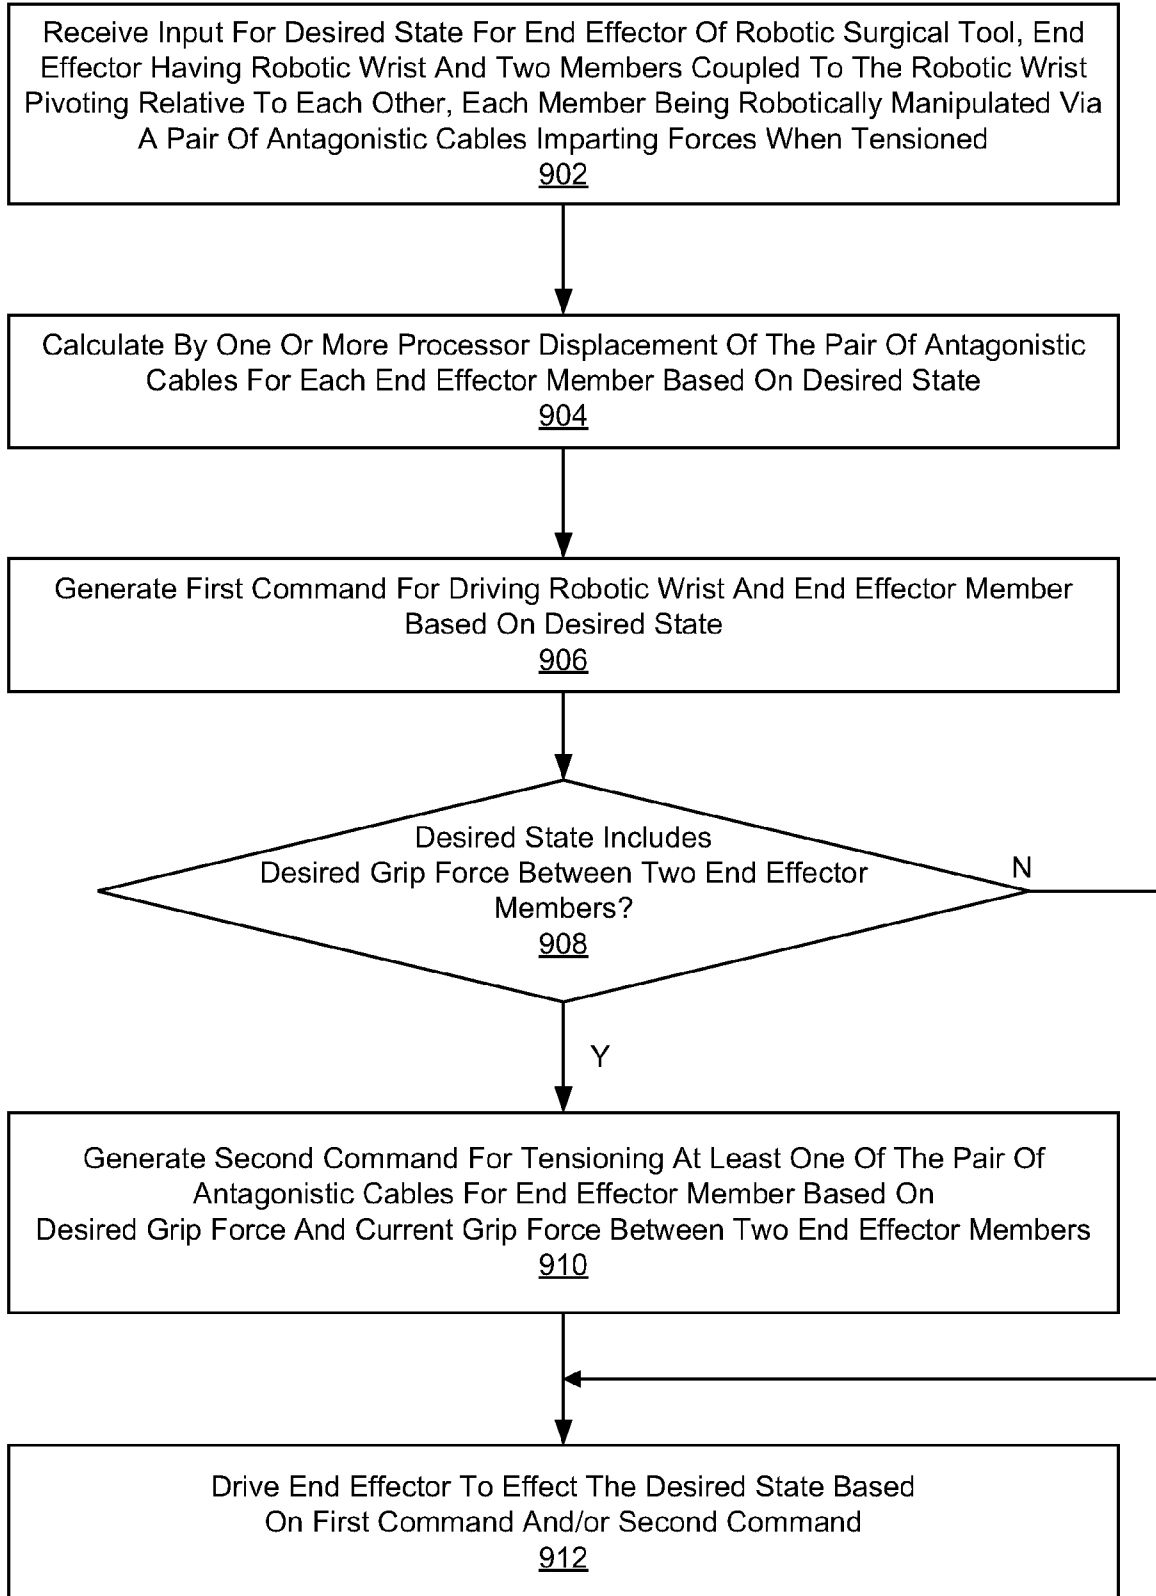 Receive Input For Desired State For End Effector Of Robotic Surgical Tool, End
Effector Having Robotic Wrist And Two Members Coupled To The Robotic Wrist
Pivoting Relative To Each Other, Each Member Being Robotically Manipulated Via
A Pair Of Antagonistic Cables Imparting Forces When Tensioned
902
Calculate By One Or More Processor Displacement Of The Pair Of Antagonistic
Cables For Each End Effector Member Based On Desired State
904
Generate First Command For Driving Robotic Wrist And End Effector Member
Based On Desired State
906
Desired State Includes
Desired Grip Force Between Two End Effector
Members?
908
N
Y
Generate Second Command For Tensioning At Least One Of The Pair Of
Antagonistic Cables For End Effector Member Based On
Desired Grip Force And Current Grip Force Between Two End Effector Members
910
Drive End Effector To Effect The Desired State Based
On First Command And/or Second Command
912